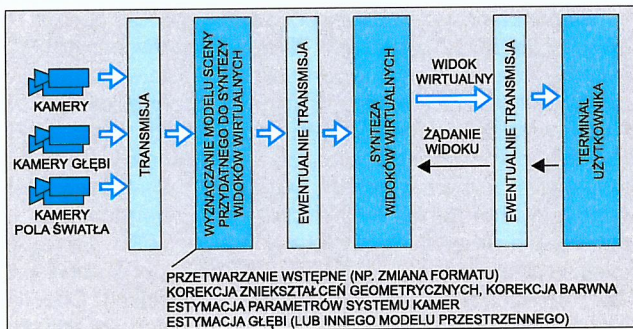 KAMERY
KAMERY GŁĘBI
KAMERY
POLA ŚWIATŁA
TRANSMISJA
WYZNACZANIE MODELU SCENY
PRZYDATNEGO DO SYNTEZY
WIDOKÓW WIRTUALNYCH
EWENTUALNIE TRANSMISJA
SYNTEZA
WIDOKÓW WIRTUALNYCH
WIDOK
WIRTUALNY
ŻĄDANIE
WIDOKU
EWENTUALNIE TRANSMISJA
TERMINAL
UŻYTKOWNIKA
PRZETWARZANIE WSTĘPNE (NP. ZMIANA FORMATU)
KOREKCJA ZNIEKSZTAŁCEŃ GEOMETRYCZNYCH, KOREKCJA BARWNA
ESTYMACJA PARAMETRÓW SYSTEMU KAMER
ESTYMACJA GŁĘBI (LUB INNEGO MODELU PRZESTRZENNEGO)